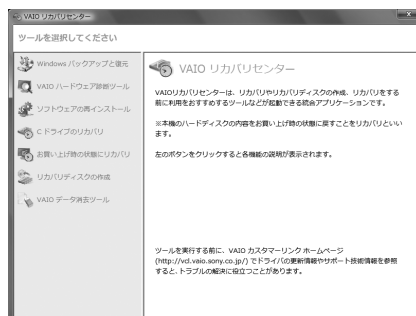 VAIO リカバリセンター
ツールを選択してください
Windows バックアップと復元
VAIO ハードウェア診断ツール
ソフトウェアの再インストール
C ドライブのリカバリ
お買い上げ時の状態にリカバリ
リカバリディスクの作成
VAIO データ消去ツール
VAIO リカバリセンター
VAIOリカバリセンターは、リカバリやリカバリディスクの作成、リカバリをする
前に利用をおすすめするツールなどが起動できる統合アプリケーションです。
※本機のハードディスクの内容をお買い上げ時の状態に戻すことをリカバリといい
ます。
左のボタンをクリックすると各機能の説明が表示されます。
ツールを実行する前に、VAIO カスタマーリンク ホームページ
(http://vcl.vaio.sony.co.jp/) でドライバの更新情報やサポート技術情報を参照
すると、トラブルの解決に役立つことがあります。